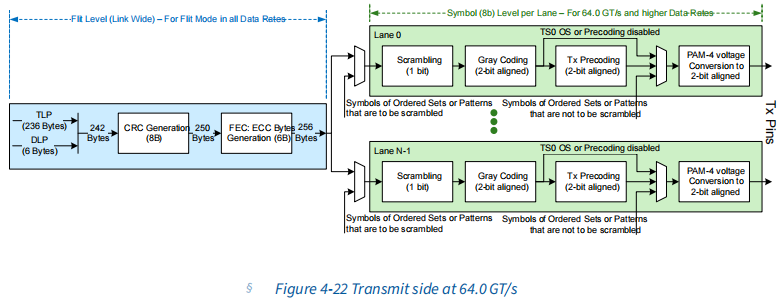 Flit Level (Link Wide) – For Flit Mode in all Data Rates
Symbol (8b) Level per Lane – For 64.0 GT/s and higher Data Rates
Lane 0
TS0 OS or Precoding disabled
Scrambling
(1 bit)
Gray Coding
(2-bit aligned)
Tx Precoding
(2-bit aligned)
PAM-4 voltage
Conversion to
2-bit aligned
Symbols of Ordered Sets or Patterns
that are to be scrambled
Symbols of Ordered Sets or Patterns
that are not to be scrambled
TLP
(236 Bytes)
DLP
(6 Bytes)
242
Bytes
CRC Generation
(8B)
250
Bytes
FEC: ECC Bytes
Generation (6B)
256
Bytes
Tx Pins
Lane N-1
TS0 OS or Precoding disabled
Scrambling
(1 bit)
Gray Coding
(2-bit aligned)
Tx Precoding
(2-bit aligned)
PAM-4 voltage
Conversion to
2-bit aligned
Symbols of Ordered Sets or Patterns
that are to be scrambled
Symbols of Ordered Sets or Patterns
that are not to be scrambled
§ Figure 4-22 Transmit side at 64.0 GT/s